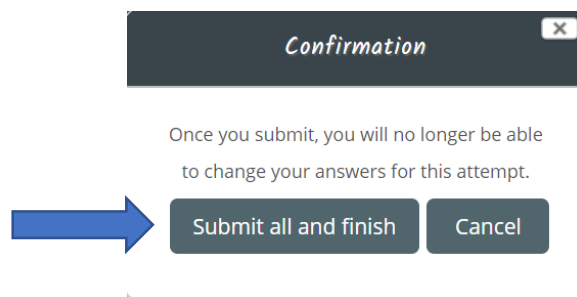 Confirmation
Once you submit, you will no longer be able
to change your answers for this attempt.
Submit all and finish
Cancel